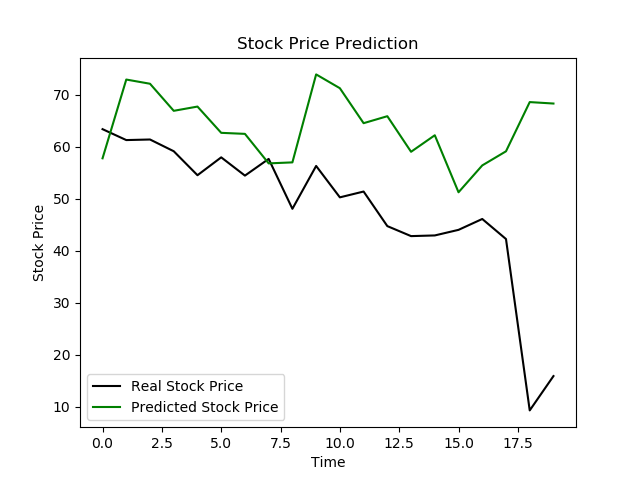 Stock Price Prediction
Stock Price
70
60
50
40
30
20
10
Real Stock Price
Predicted Stock Price
0.0 2.5 5.0 7.5 10.0 12.5 15.0 17.5
Time